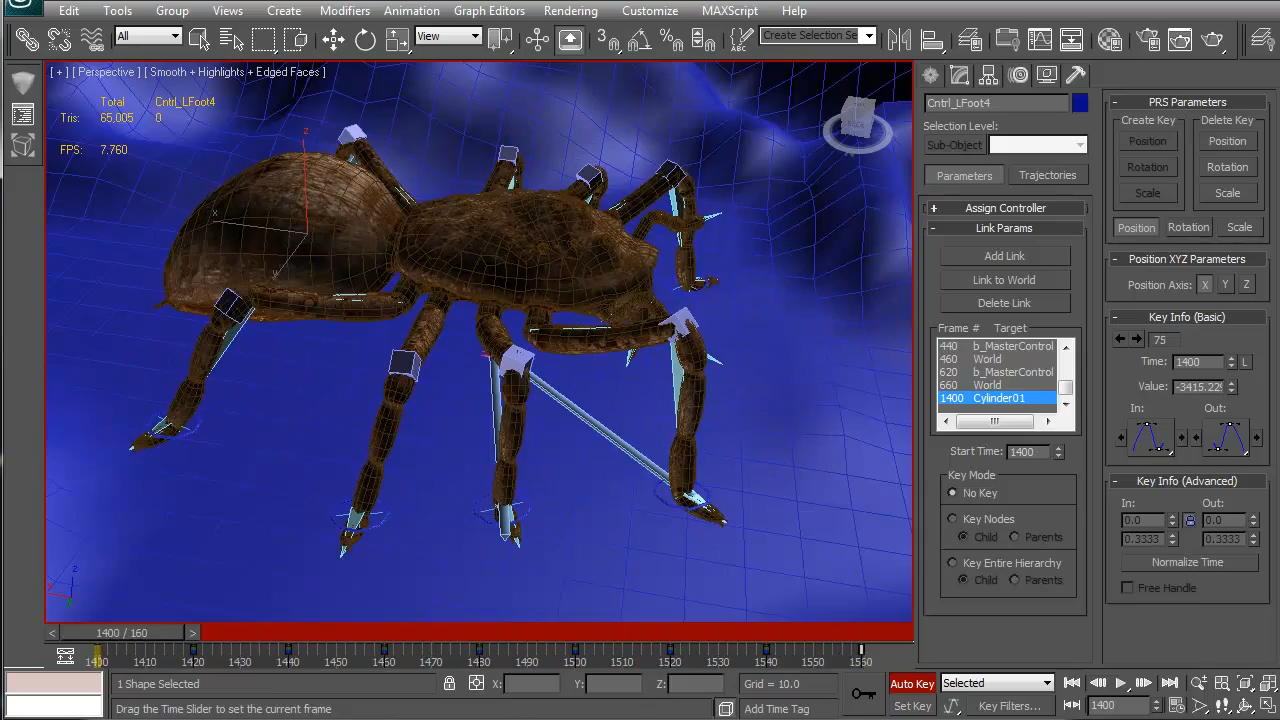 Edit Tools Group Views Create Modifiers Animation Graph Editors Rendering Customize MAXScript Help
All View 3 Create Selection Se
[ + ] [ Perspective ] [ Smooth + Highlights + Edged Faces ]
Total Cntrl_LFoot4
Tris: 65,005 0
FPS: 7.760
z
x
y
z
Cntrl_LFoot4
Selection Level:
Sub-Object
Parameters Trajectories
+ Assign Controller
- Link Params
Add Link
Link to World
Delete Link
Frame # Target
440 b_MasterControl
460 World
620 b_MasterControl
660 World
1400 Cylinder01
Start Time: 1400
Key Mode
No Key
Key Nodes
Child Parents
Key Entire Hierarchy
Child Parents
- PRS Parameters
Create Key Delete Key
Position Position
Rotation Rotation
Scale Scale
Position Rotation Scale
- Position XYZ Parameters
Position Axis: X Y Z
- Key Info (Basic)
75
Time: 1400 L
Value: -3415.229
In: Out:
- Key Info (Advanced)
In: Out:
0.0 0.0
0.3333 0.3333
Normalize Time
Free Handle
< 1400 / 160 >
1400 1410 1420 1430 1440 1450 1460 1470 1480 1490 1500 1510 1520 1530 1540 1550 1560
1 Shape Selected X: Y: Z: Grid = 10.0 Auto Key Selected
Drag the Time Slider to set the current frame Add Time Tag Set Key Key Filters... 1400